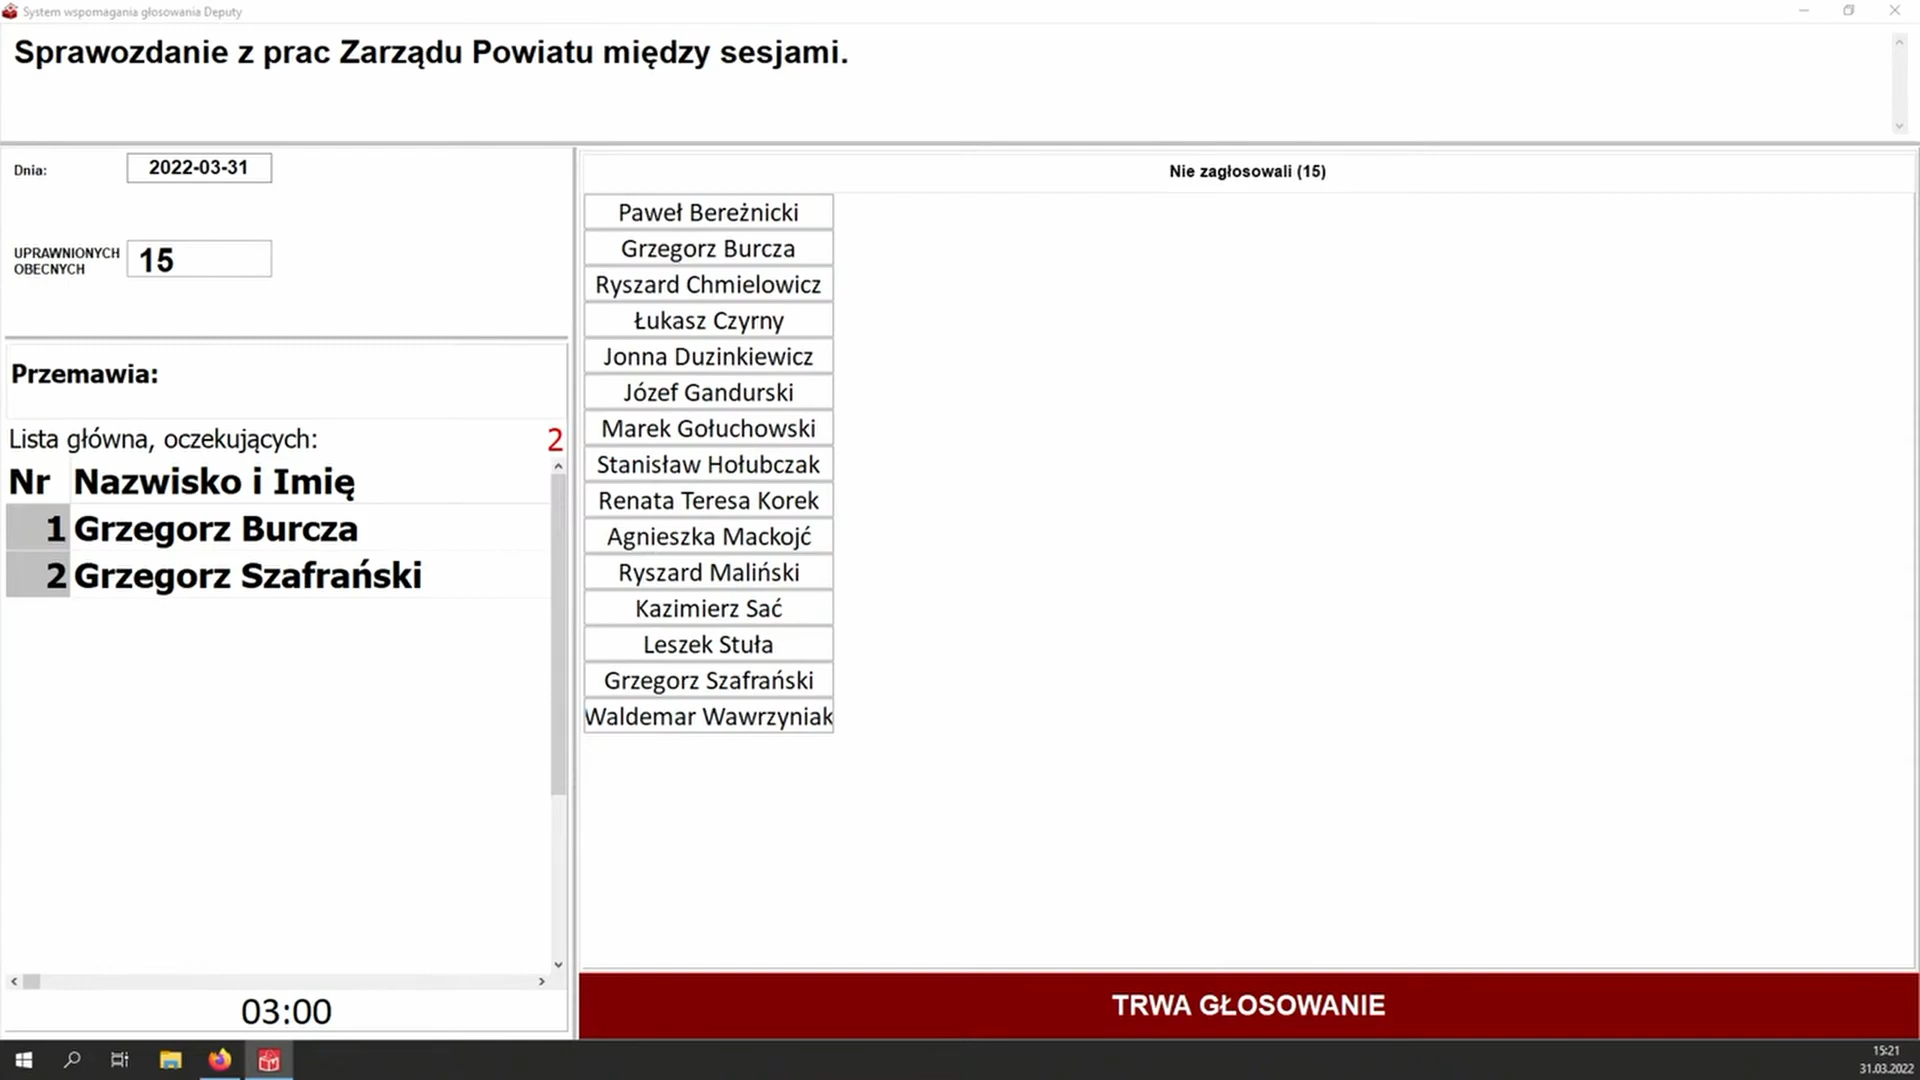 System wspomagania głosowania Deputy
Sprawozdanie z prac Zarządu Powiatu między sesjami.
Dnia: 2022-03-31
UPRAWNIONYCH OBECNYCH 15
Przemawia:
Lista główna, oczekujących: 2
Nr Nazwisko i Imię
1 Grzegorz Burcza
2 Grzegorz Szafrański
03:00
Nie zagłosowali (15)
Paweł Bereżnicki
Grzegorz Burcza
Ryszard Chmielowicz
Łukasz Czyrny
Jonna Duzinkiewicz
Józef Gandurski
Marek Gołuchowski
Stanisław Hołubczak
Renata Teresa Korek
Agnieszka Mackojć
Ryszard Maliński
Kazimierz Sać
Leszek Stuła
Grzegorz Szafrański
Waldemar Wawrzyniak
TRWA GŁOSOWANIE
15:21
31.03.2022